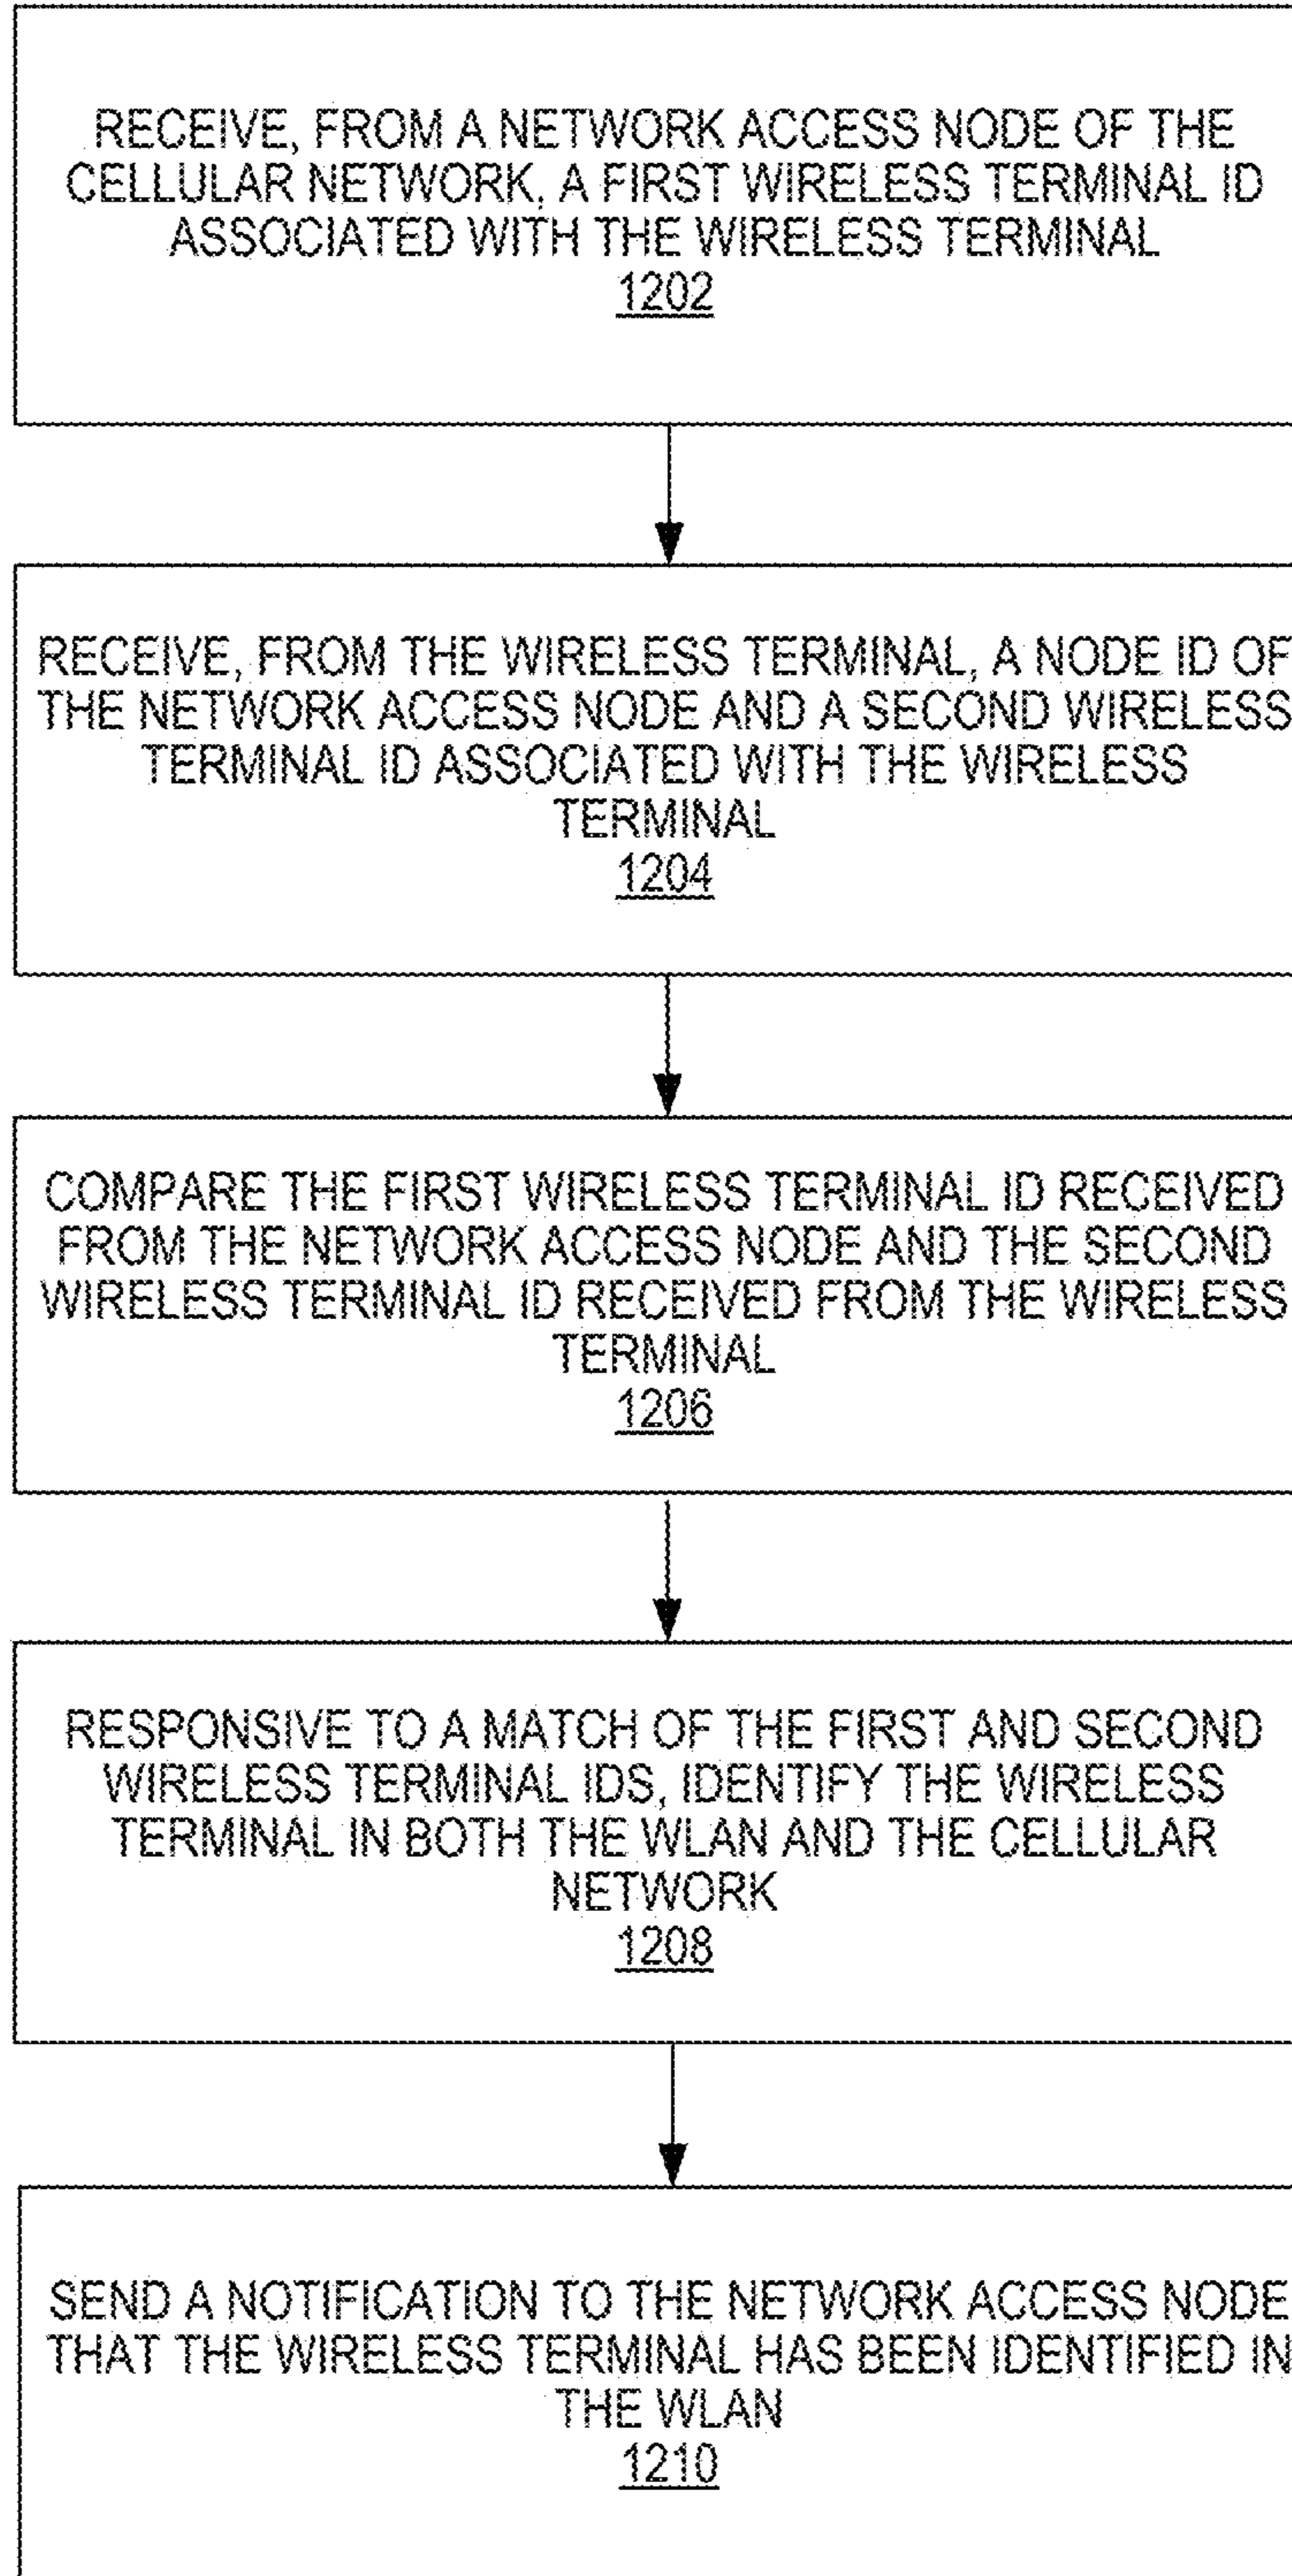 RECEIVE, FROM A NETWORK ACCESS NODE OF THE
CELLULAR NETWORK, A FIRST WIRELESS TERMINAL ID
ASSOCIATED WITH THE WIRELESS TERMINAL
1202
RECEIVE, FROM THE WIRELESS TERMINAL, A NODE ID OF
THE NETWORK ACCESS NODE AND A SECOND WIRELESS
TERMINAL ID ASSOCIATED WITH THE WIRELESS
TERMINAL
1204
COMPARE THE FIRST WIRELESS TERMINAL ID RECEIVED
FROM THE NETWORK ACCESS NODE AND THE SECOND
WIRELESS TERMINAL ID RECEIVED FROM THE WIRELESS
TERMINAL
1206
RESPONSIVE TO A MATCH OF THE FIRST AND SECOND
WIRELESS TERMINAL IDS, IDENTIFY THE WIRELESS
TERMINAL IN BOTH THE WLAN AND THE CELLULAR
NETWORK
1208
SEND A NOTIFICATION TO THE NETWORK ACCESS NODE
THAT THE WIRELESS TERMINAL HAS BEEN IDENTIFIED IN
THE WLAN
1210